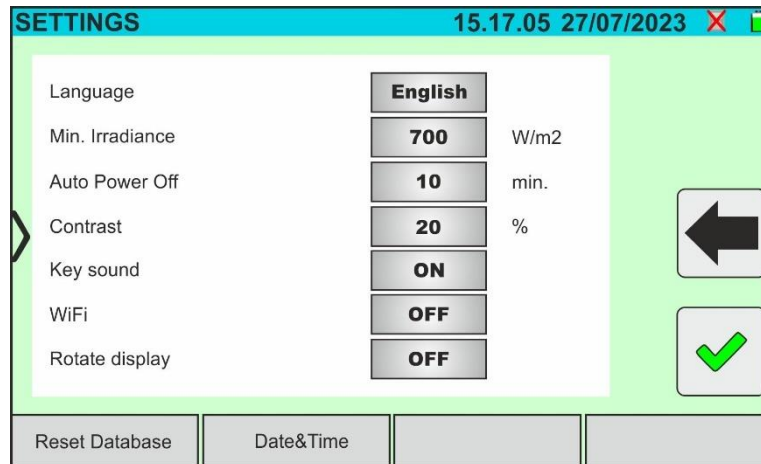 SETTINGS 15.17.05 27/07/2023
Language English
Min. Irradiance 700 W/m2
Auto Power Off 10 min.
Contrast 20 %
Key sound ON
WiFi OFF
Rotate display OFF
Reset Database Date&Time